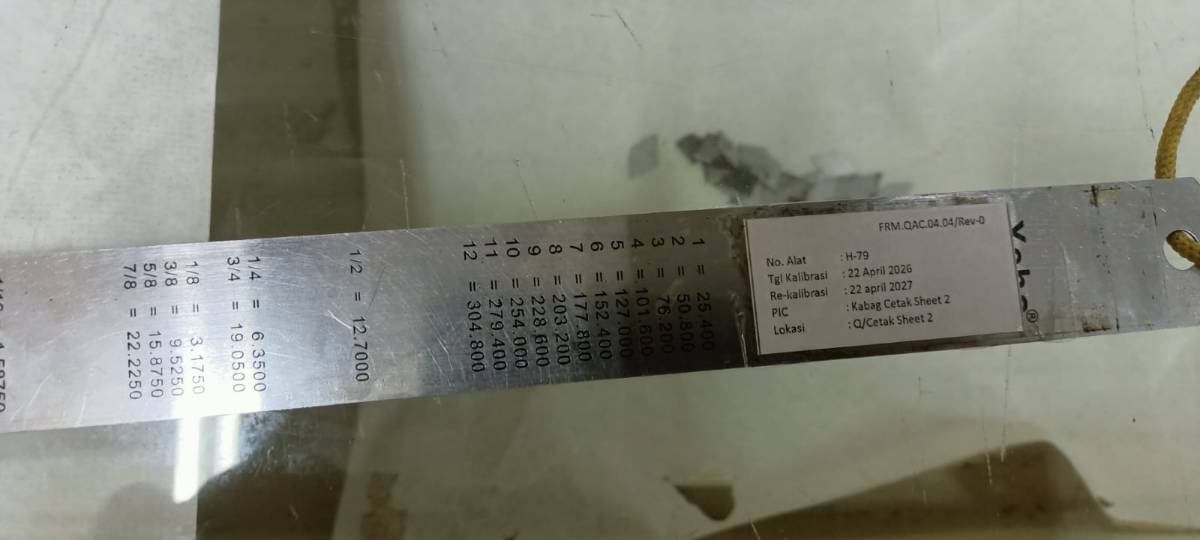 FRM.QAC.04.04/Rev-0
No. Alat : H-79
Tgl Kalibrasi : 22 April 2026
Re-kalibrasi : 22 april 2027
PIC : Kabag Cetak Sheet 2
Lokasi : Q/Cetak Sheet 2
®
1 = 25.400
2 = 50.800
3 = 76.200
4 = 101.600
5 = 127.000
6 = 152.400
7 = 177.800
8 = 203.200
9 = 228.600
10 = 254.000
11 = 279.400
12 = 304.800
1/2 = 12.7000
1/4 = 6.3500
3/4 = 19.0500
1/8 = 3.1750
3/8 = 9.5250
5/8 = 15.8750
7/8 = 22.2250